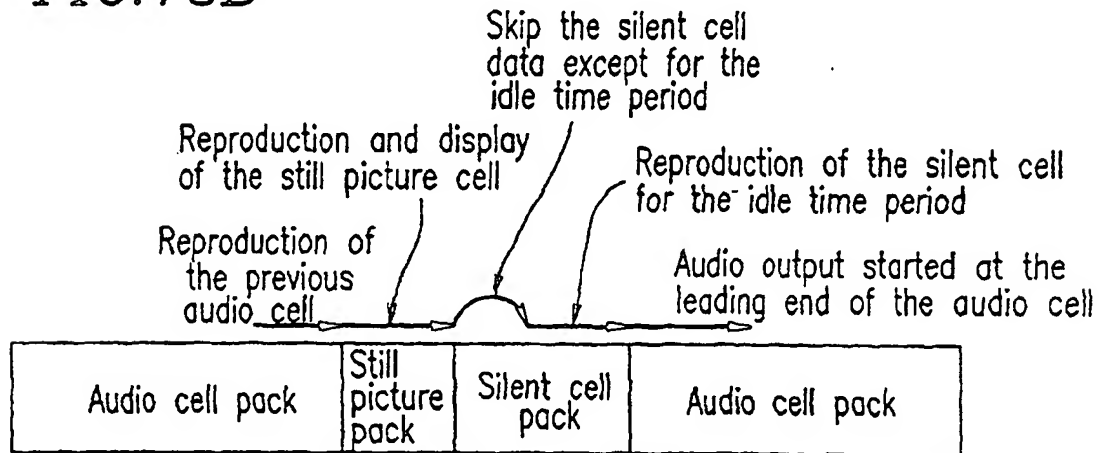 Skip the silent cell
data except for the
idle time period
Reproduction and display
of the still picture cell
Reproduction of the silent cell
for the idle time period
Reproduction of
the previous
audio cell
Audio output started at the
leading end of the audio cell
Audio cell pack
Still
picture
pack
Silent cell
pack
Audio cell pack